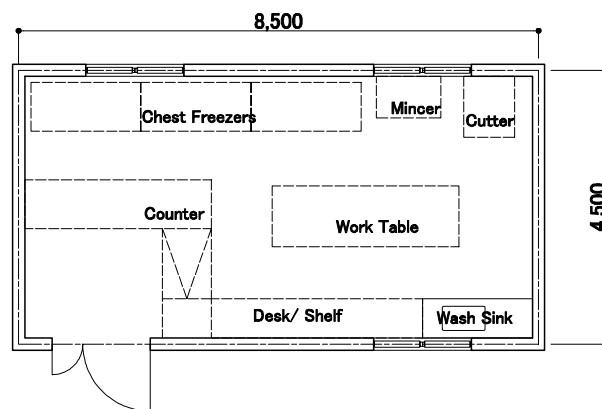 8,500
Chest Freezers
Mincer
Cutter
4,500
Counter
Work Table
Desk/ Shelf
Wash Sink